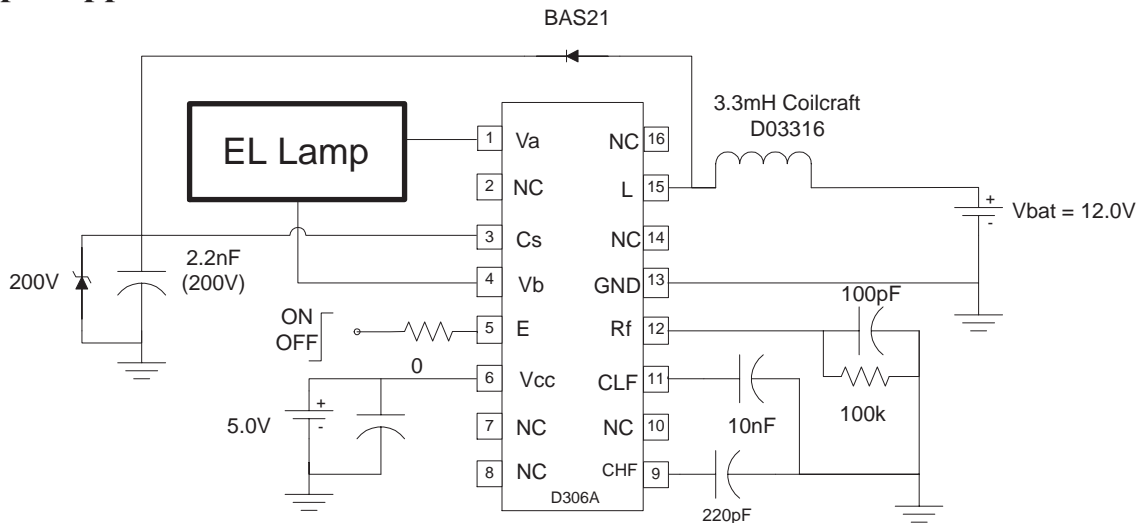 BAS21
3.3mH Coilcraft
D03316
EL Lamp
1 Va
NC 16
2 NC
L 15
Vbat = 12.0V
+
-
3 Cs
NC 14
200V
2.2nF
(200V)
4 Vb
GND 13
100pF
ON
OFF
5 E
Rf 12
0
6 Vcc
CLF 11
+
-
5.0V
100k
7 NC
NC 10
10nF
8 NC
CHF 9
D306A
220pF